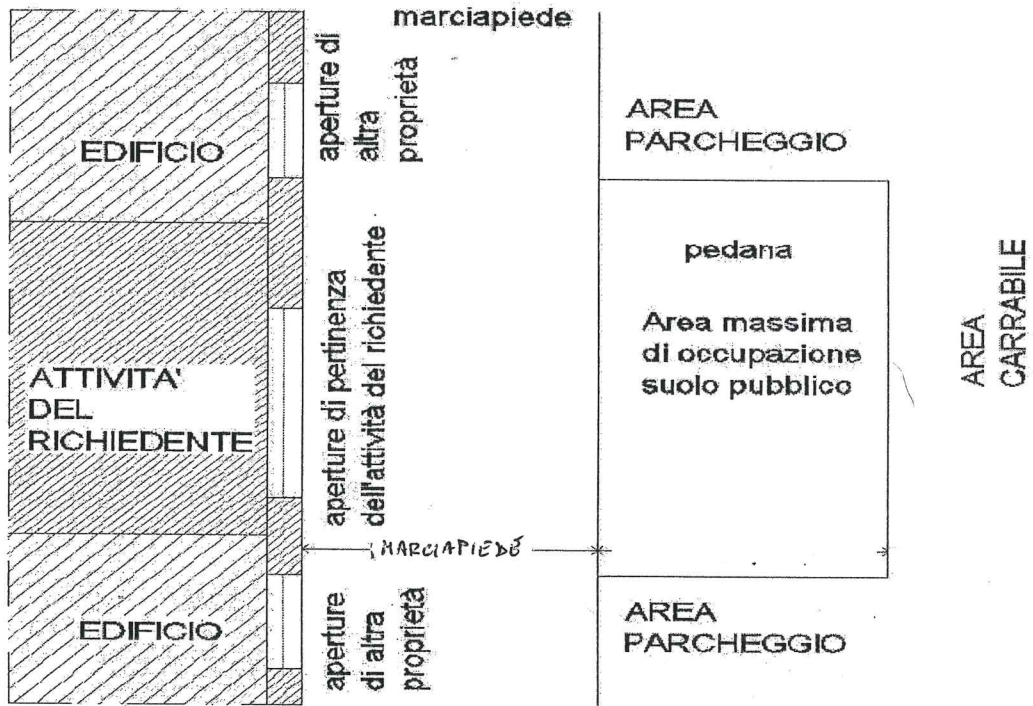 marciapiede
EDIFICIO
aperture di
altra
proprietà
AREA
PARCHEGGIO
ATTIVITA'
DEL
RICHIEDENTE
aperture di pertinenza
dell'attività del richiedente
pedana
Area massima
di occupazione
suolo pubblico
AREA
CARRABILE
MARCIAPIEDE
EDIFICIO
aperture
di altra
proprietà
AREA
PARCHEGGIO